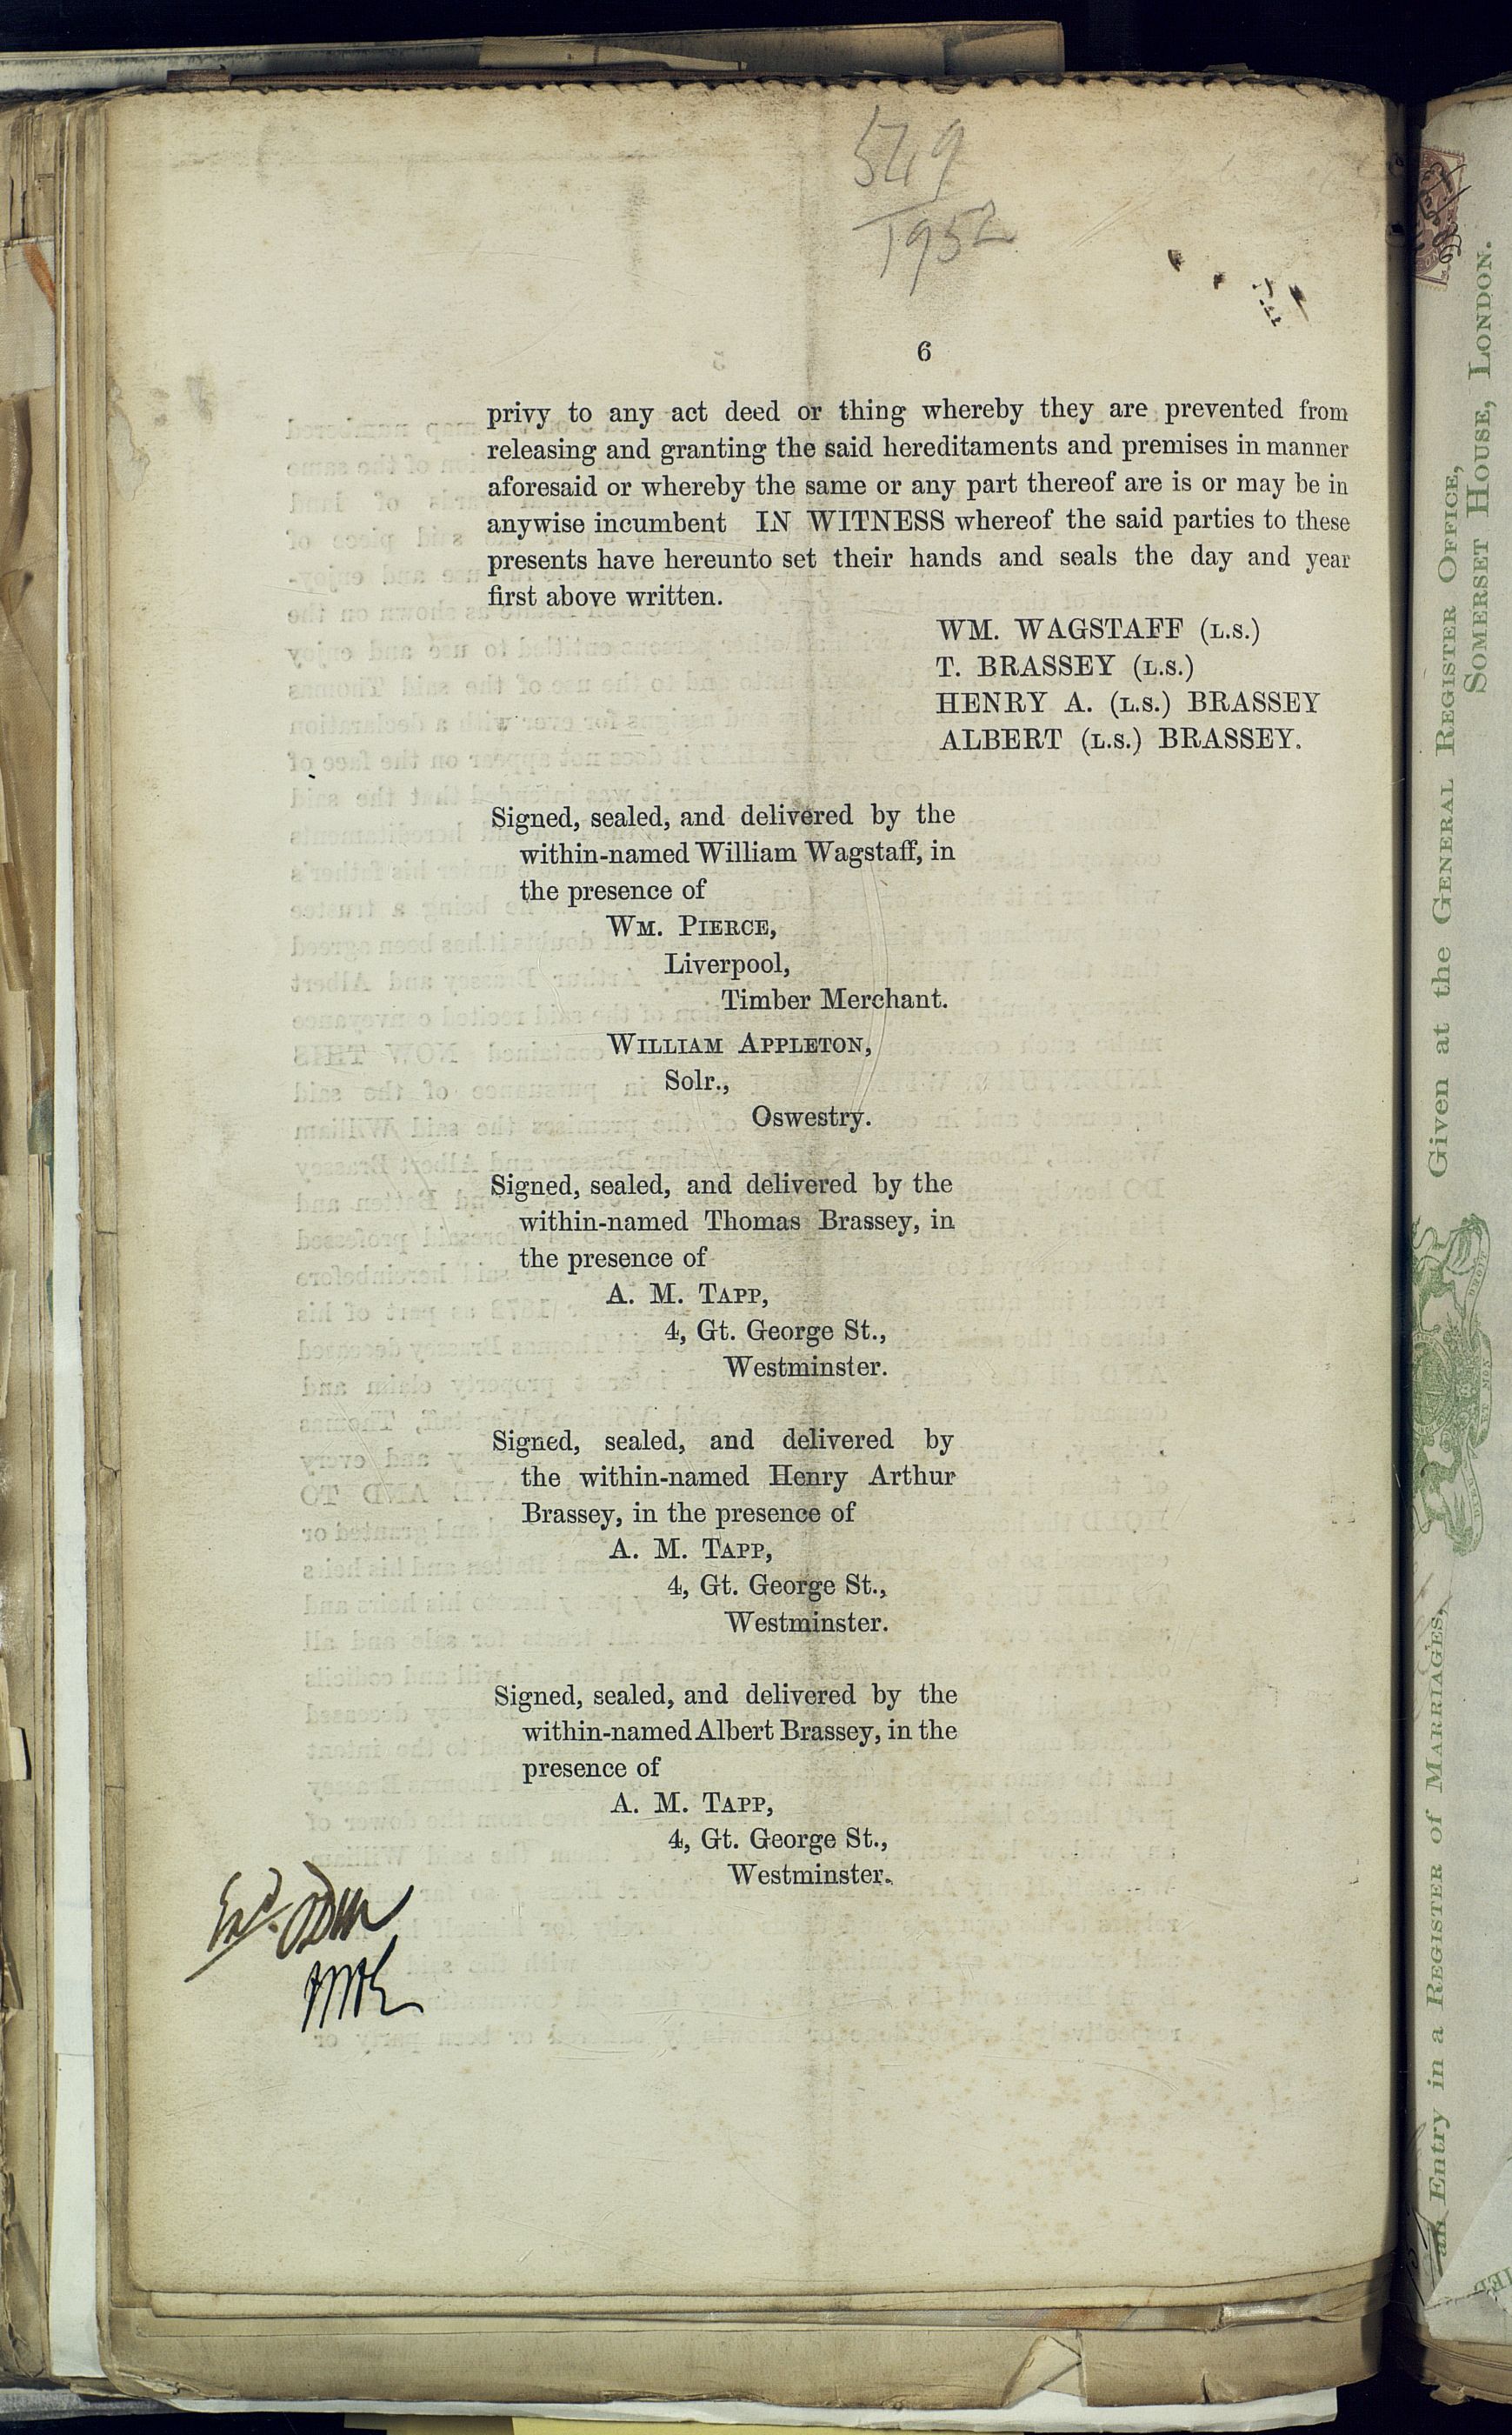 549
1952
6
privy to any act deed or thing whereby they are prevented from
releasing and granting the said hereditaments and premises in manner
aforesaid or whereby the same or any part thereof are is or may be in
anywise incumbent IN WITNESS whereof the said parties to these
presents have hereunto set their hands and seals the day and year
first above written.
WM. WAGSTAFF (L.S.)
T. BRASSEY (L.S.)
HENRY A. (L.S.) BRASSEY
ALBERT (L.S.) BRASSEY.
Signed, sealed, and delivered by the
within-named William Wagstaff, in
the presence of
WM. PIERCE,
Liverpool,
Timber Merchant.
WILLIAM APPLETON,
Solr.,
Oswestry.
Signed, sealed, and delivered by the
within-named Thomas Brassey, in
the presence of
A. M. TAPP,
4, Gt. George St.,
Westminster.
Signed, sealed, and delivered by
the within-named Henry Arthur
Brassey, in the presence of
A. M. TAPP,
4, Gt. George St.,
Westminster.
Signed, sealed, and delivered by the
within-named Albert Brassey, in the
presence of
A. M. TAPP,
4, Gt. George St.,
Westminster.
Given at the GENERAL REGISTER OFFICE,
SOMERSET HOUSE, LONDON.
an Entry in a REGISTER of MARRIAGES,